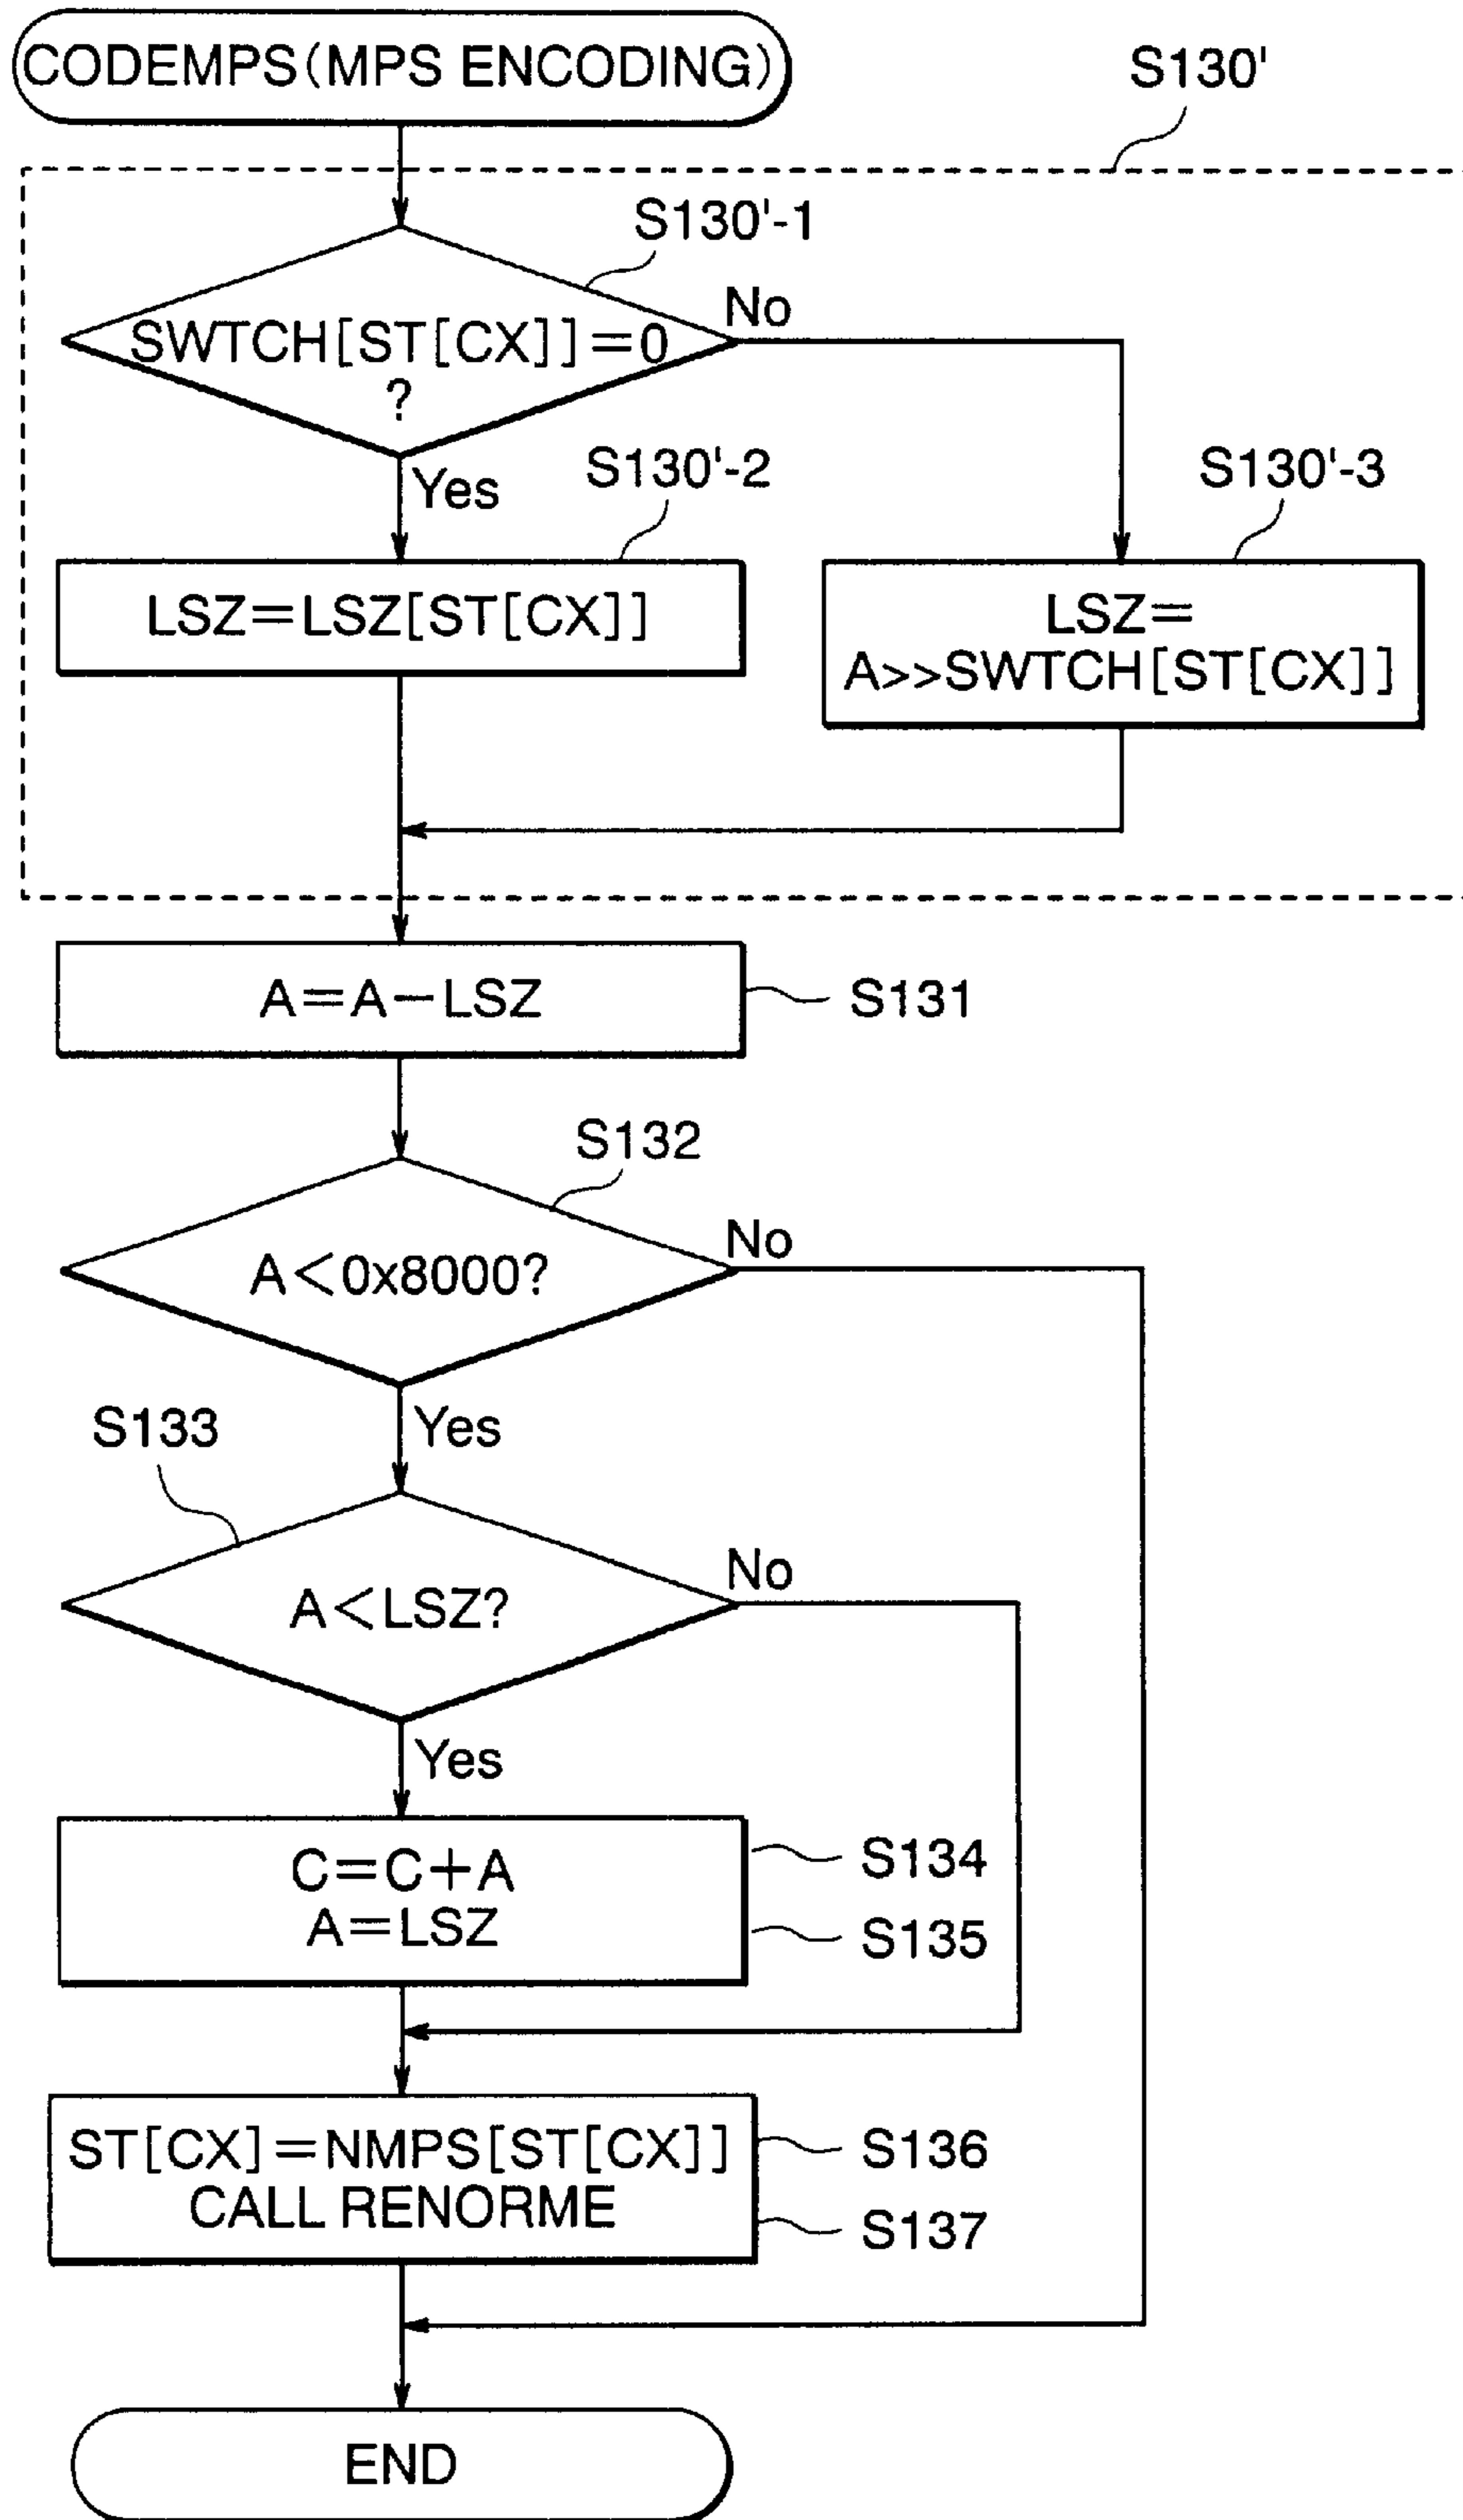 CODEMPS(MPS ENCODING)
S130'
S130'-1
SWTCH[ST[CX]]=0
?
No
Yes
S130'-2
LSZ=LSZ[ST[CX]]
S130'-3
LSZ=
A>>SWTCH[ST[CX]]
A=A-LSZ
S131
S132
A<0x8000?
No
Yes
S133
A<LSZ?
No
Yes
C=C+A
S134
A=LSZ
S135
ST[CX]=NMPS[ST[CX]]
S136
CALL RENORME
S137
END